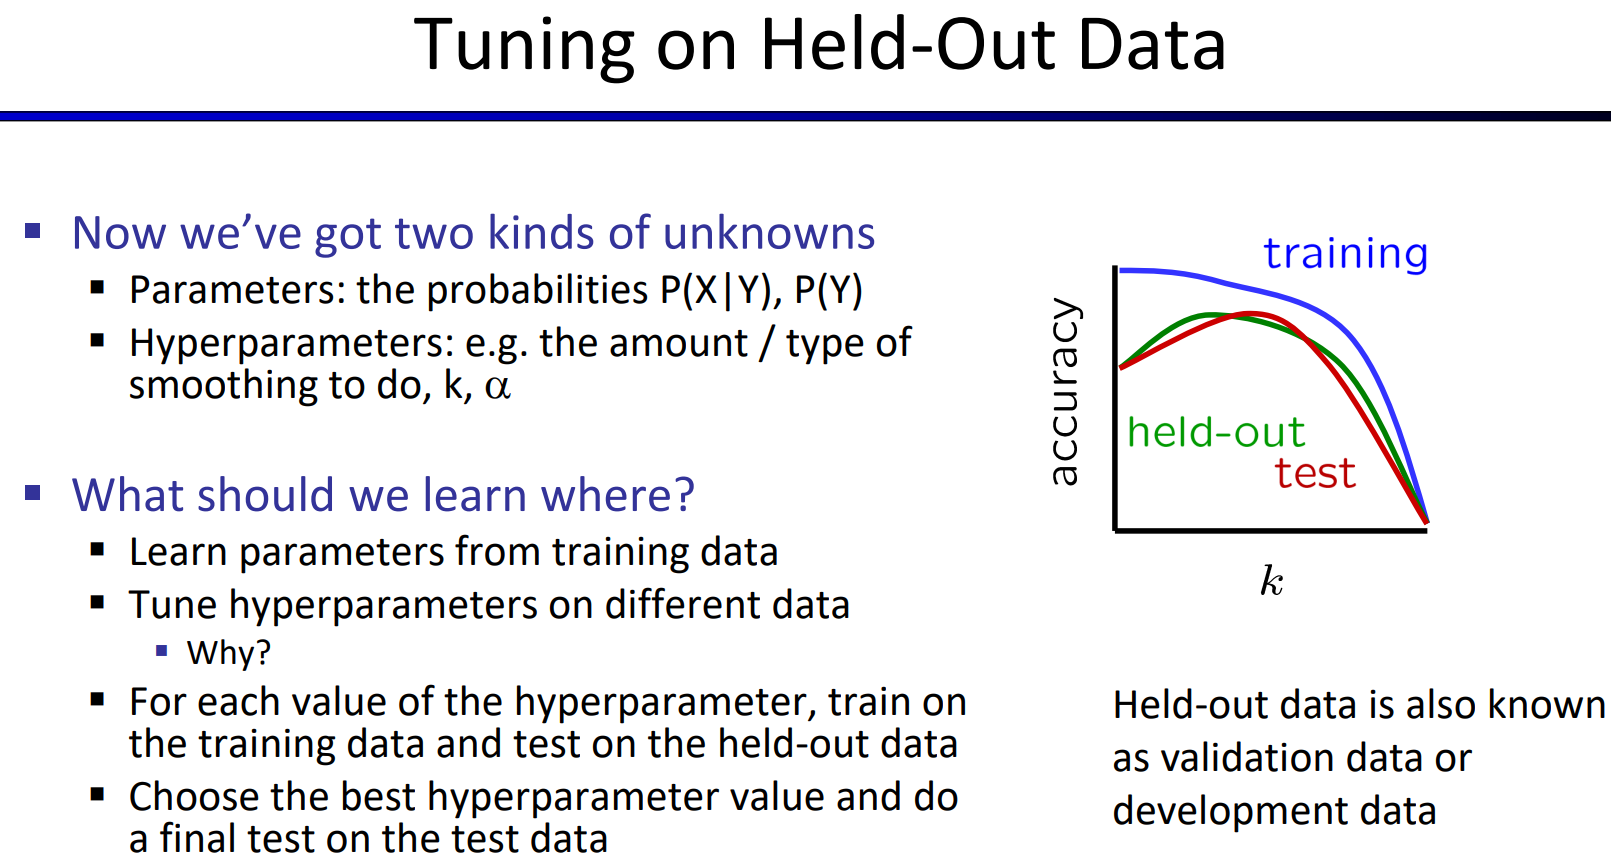 Tuning on Held-Out Data
Now we’ve got two kinds of unknowns
Parameters: the probabilities P(X|Y), P(Y)
Hyperparameters: e.g. the amount / type of
smoothing to do, k, α
What should we learn where?
Learn parameters from training data
Tune hyperparameters on different data
Why?
For each value of the hyperparameter, train on
the training data and test on the held-out data
Choose the best hyperparameter value and do
a final test on the test data
training
accuracy
held-out
test
k
Held-out data is also known
as validation data or
development data